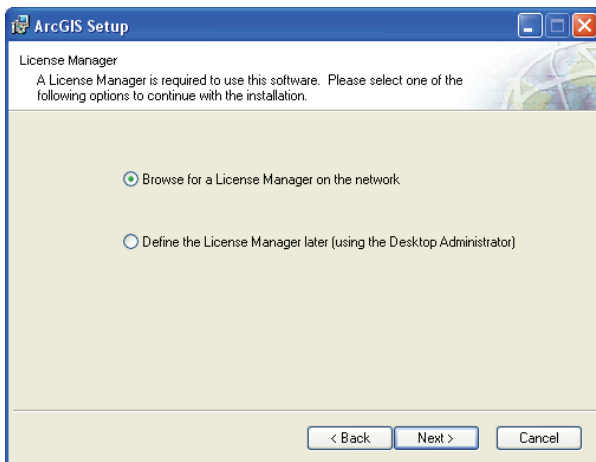 ArcGIS Setup
License Manager
A License Manager is required to use this software. Please select one of the
following options to continue with the installation.
Browse for a License Manager on the network
Define the License Manager later (using the Desktop Administrator)
< Back Next > Cancel